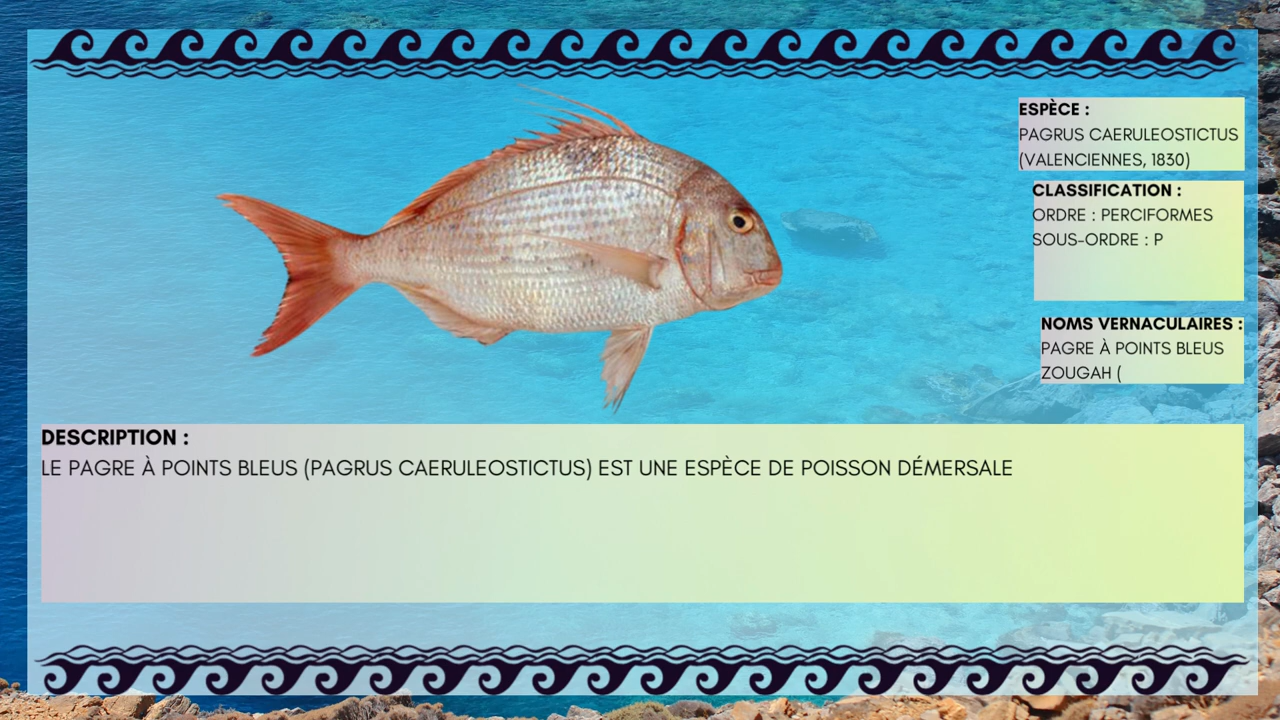 ESPÈCE :
PAGRUS CAERULEOSTICTUS
(VALENCIENNES, 1830)
CLASSIFICATION :
ORDRE : PERCIFORMES
SOUS-ORDRE : P
NOMS VERNACULAIRES :
PAGRE À POINTS BLEUS
ZOUGAH (
DESCRIPTION :
LE PAGRE À POINTS BLEUS (PAGRUS CAERULEOSTICTUS) EST UNE ESPÈCE DE POISSON DÉMERSALE